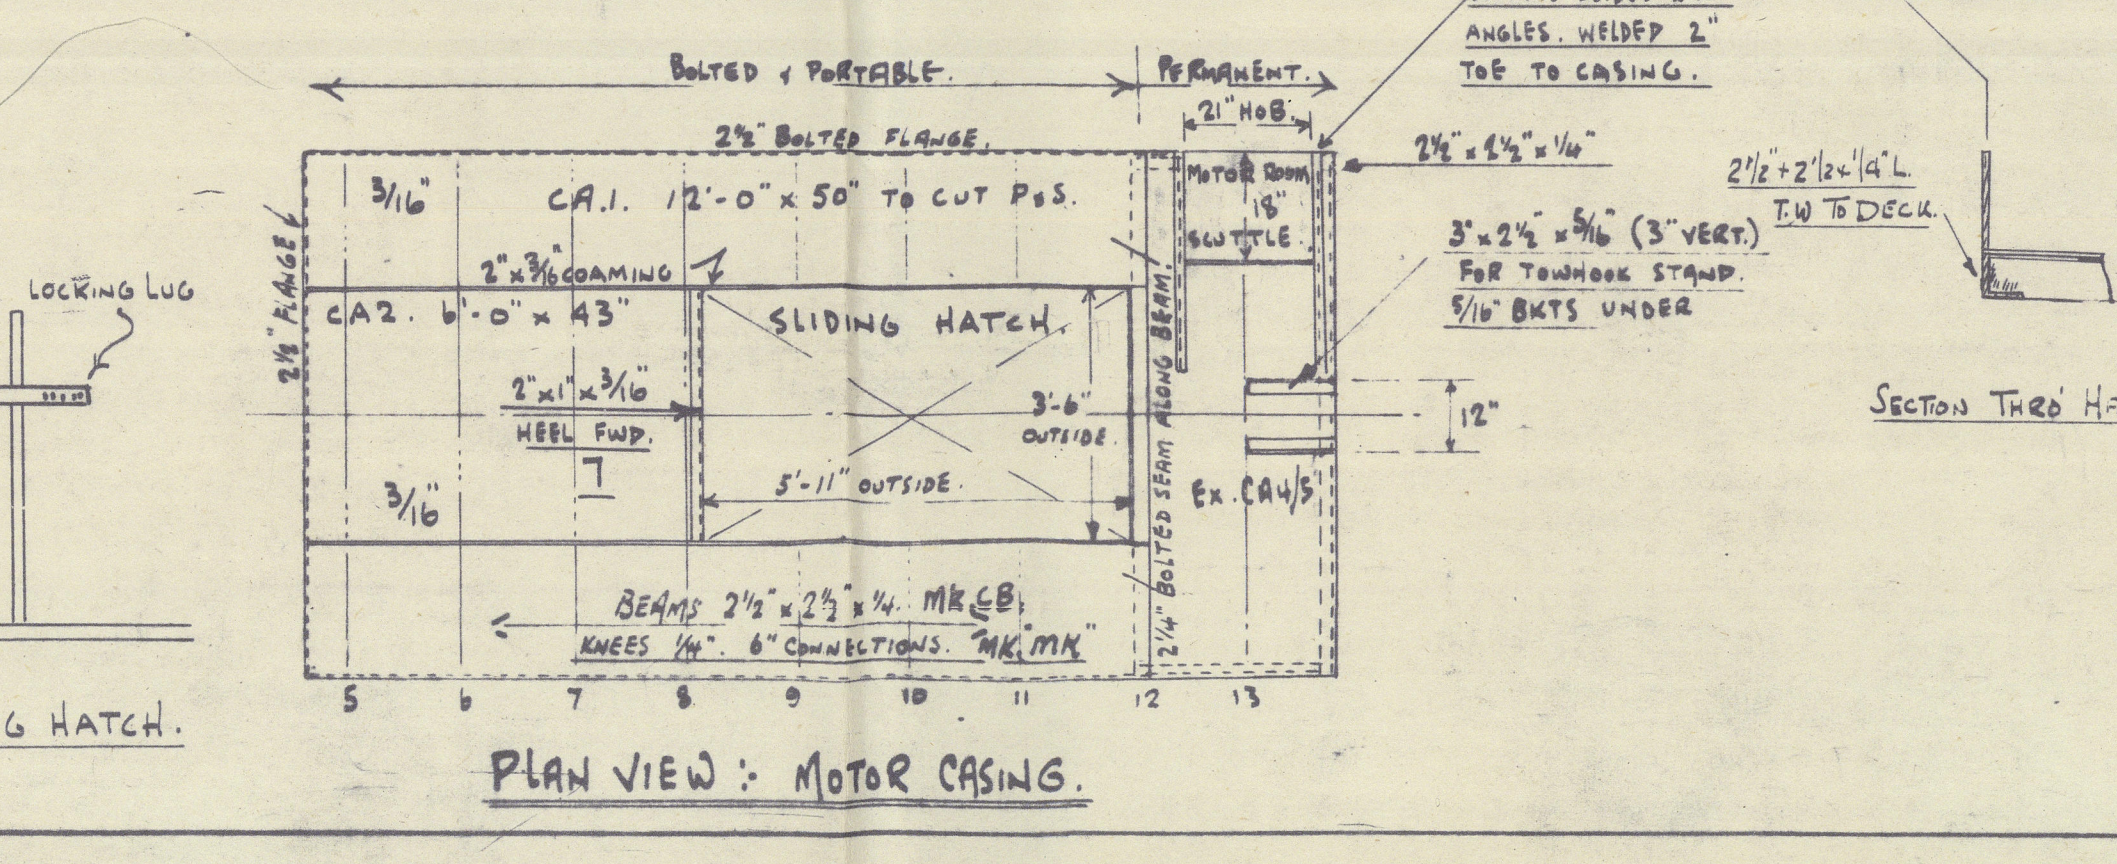 ANGLES. WELDED 2"
TOE TO CASING.
BOLTED & PORTABLE.
PERMANENT.
21" HOB.
2½" BOLTED FLANGE.
2½" x 2½" x ¼"
2½" FLANGE
3/16"
CA.1. 12'-0" x 50" TO CUT P&S.
MOTOR ROOM
18"
SCUTTLE.
2 1/2" + 2 1/2 x 1/4" L.
T.W TO DECK.
3" x 2½" x 5/16" (3" VERT.)
FOR TOWHOOK STAND.
5/16" BKTS UNDER
LOCKING LUG
2" x 3/16 COAMING
CA2. 6'-0" x 43"
SLIDING HATCH.
2" x 1" x 3/16"
HEEL FWD.
3'-6"
OUTSIDE.
12"
SECTION THRO'
5'-11" OUTSIDE.
3/16"
2¼" BOLTED SEAM ALONG BEAM.
Ex. CA4/5
BEAMS 2½" x 2½" x ¼. MK CB.
KNEES ¼". 6" CONNECTIONS. "MK. MK"
5 6 7 8 9 10 11 12 13
G HATCH.
PLAN VIEW :- MOTOR CASING.